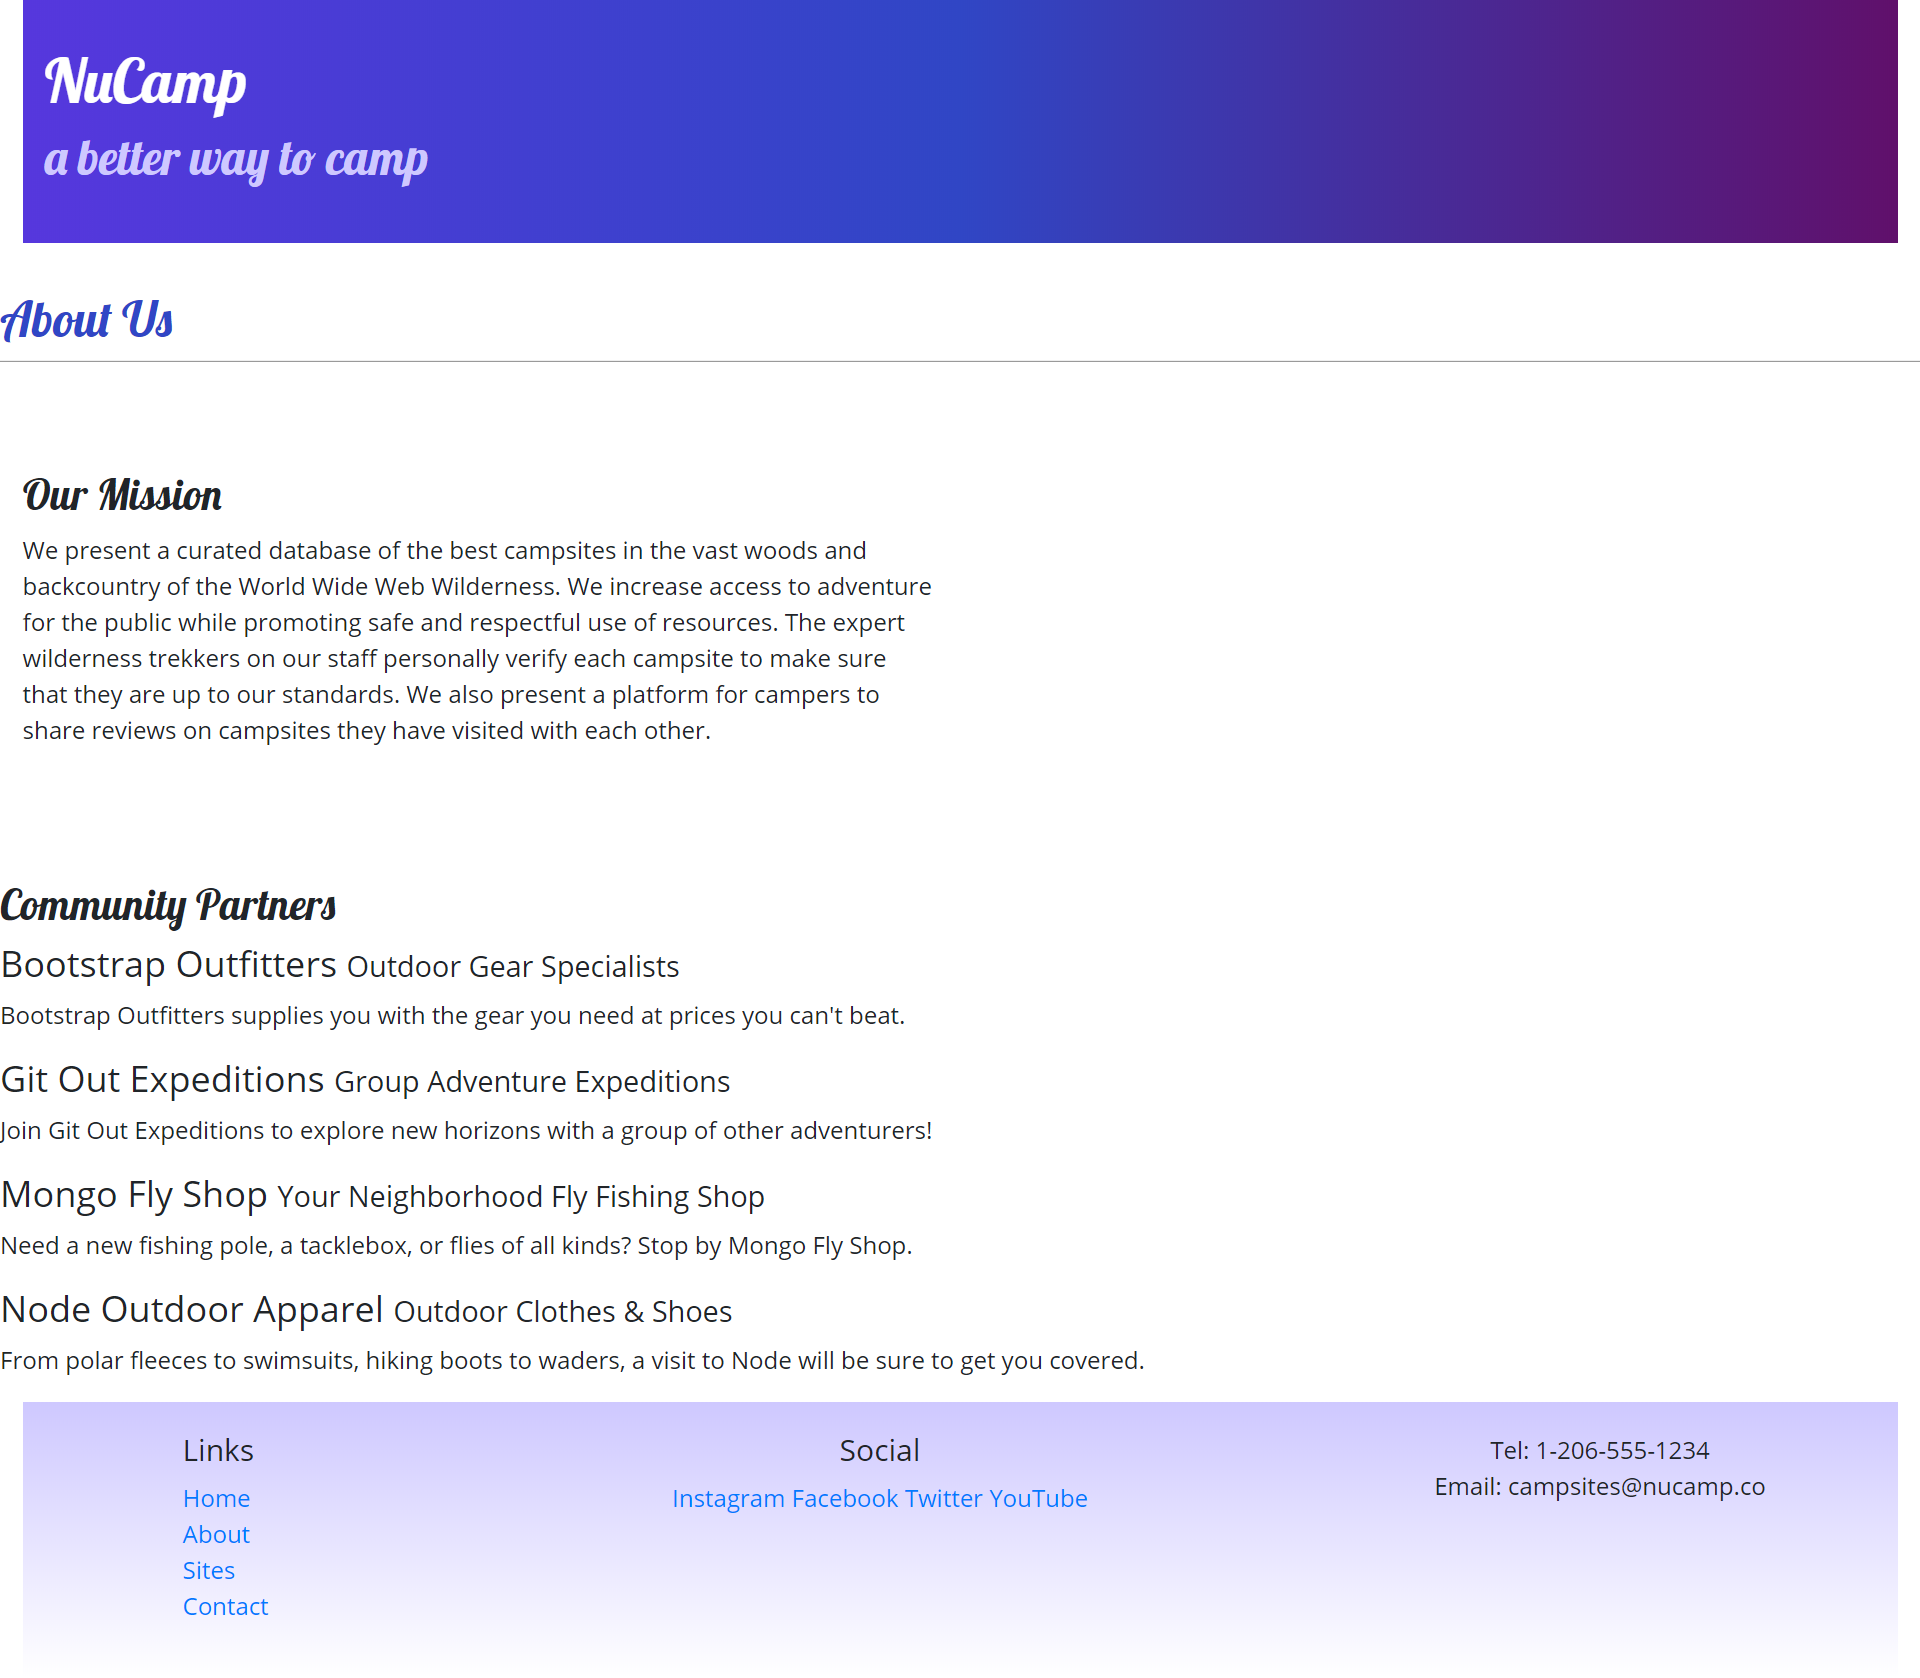 NuCamp
a better way to camp
About Us
Our Mission
We present a curated database of the best campsites in the vast woods and
backcountry of the World Wide Web Wilderness. We increase access to adventure
for the public while promoting safe and respectful use of resources. The expert
wilderness trekkers on our staff personally verify each campsite to make sure
that they are up to our standards. We also present a platform for campers to
share reviews on campsites they have visited with each other.
Community Partners
Bootstrap Outfitters Outdoor Gear Specialists
Bootstrap Outfitters supplies you with the gear you need at prices you can't beat.
Git Out Expeditions Group Adventure Expeditions
Join Git Out Expeditions to explore new horizons with a group of other adventurers!
Mongo Fly Shop Your Neighborhood Fly Fishing Shop
Need a new fishing pole, a tacklebox, or flies of all kinds? Stop by Mongo Fly Shop.
Node Outdoor Apparel Outdoor Clothes & Shoes
From polar fleeces to swimsuits, hiking boots to waders, a visit to Node will be sure to get you covered.
Links
Home
About
Sites
Contact
Social
Instagram Facebook Twitter YouTube
Tel: 1-206-555-1234
Email: campsites@nucamp.co